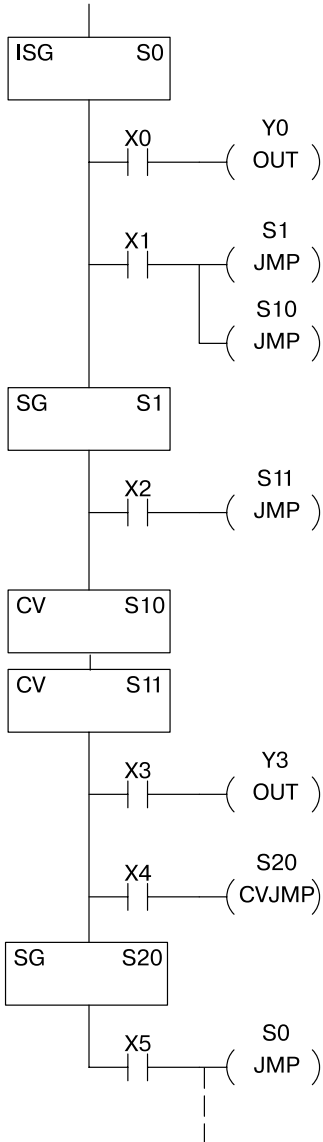 ISG S0
X0
Y0
OUT
X1
S1
JMP
S10
JMP
SG S1
X2
S11
JMP
CV S10
CV S11
X3
Y3
OUT
X4
S20
CVJMP
SG S20
X5
S0
JMP